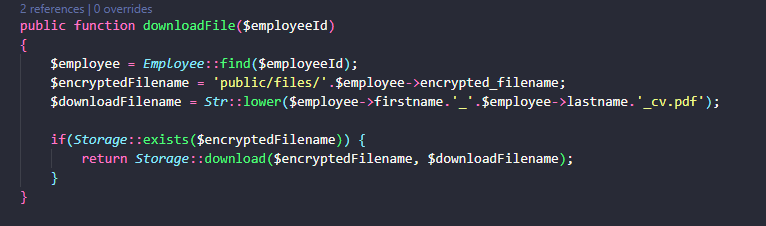 2 references | 0 overrides
public function downloadFile($employeeId)
{
    $employee = Employee::find($employeeId);
    $encryptedFilename = 'public/files/'.$employee->encrypted_filename;
    $downloadFilename = Str::lower($employee->firstname.'_'.$employee->lastname.'_cv.pdf');

    if(Storage::exists($encryptedFilename)) {
        return Storage::download($encryptedFilename, $downloadFilename);
    }
}